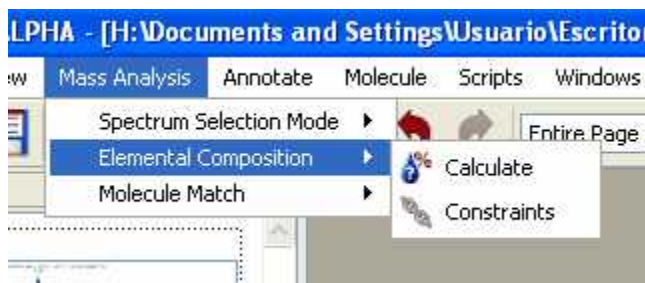 LPHA - [H:\Documents and Settings\Usuario\Escrito
ew Mass Analysis Annotate Molecule Scripts Windows
Spectrum Selection Mode
Entire Page
Elemental Composition
Calculate
Molecule Match
Constraints